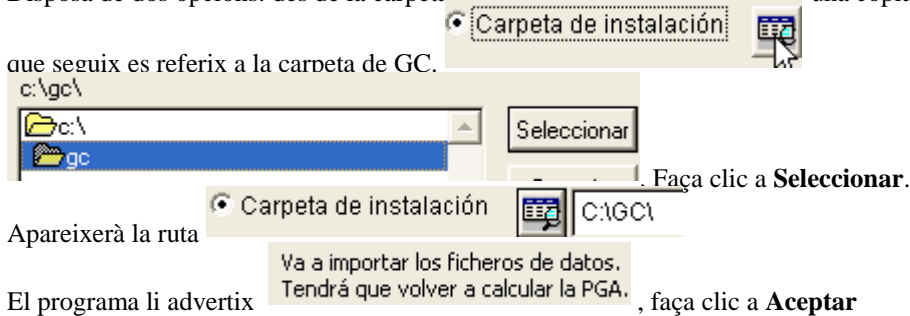 Disposa de dos opcions: des de la carpeta una còpia
Carpeta de instalación
que seguix es referix a la carpeta de GC.
c:\gc\
c:\
gc
Seleccionar
. Faça clic a Seleccionar.
Carpeta de instalación C:\GC\
Apareixerà la ruta
Va a importar los ficheros de datos.
Tendrá que volver a calcular la PGA.
El programa li advertix , faça clic a Aceptar